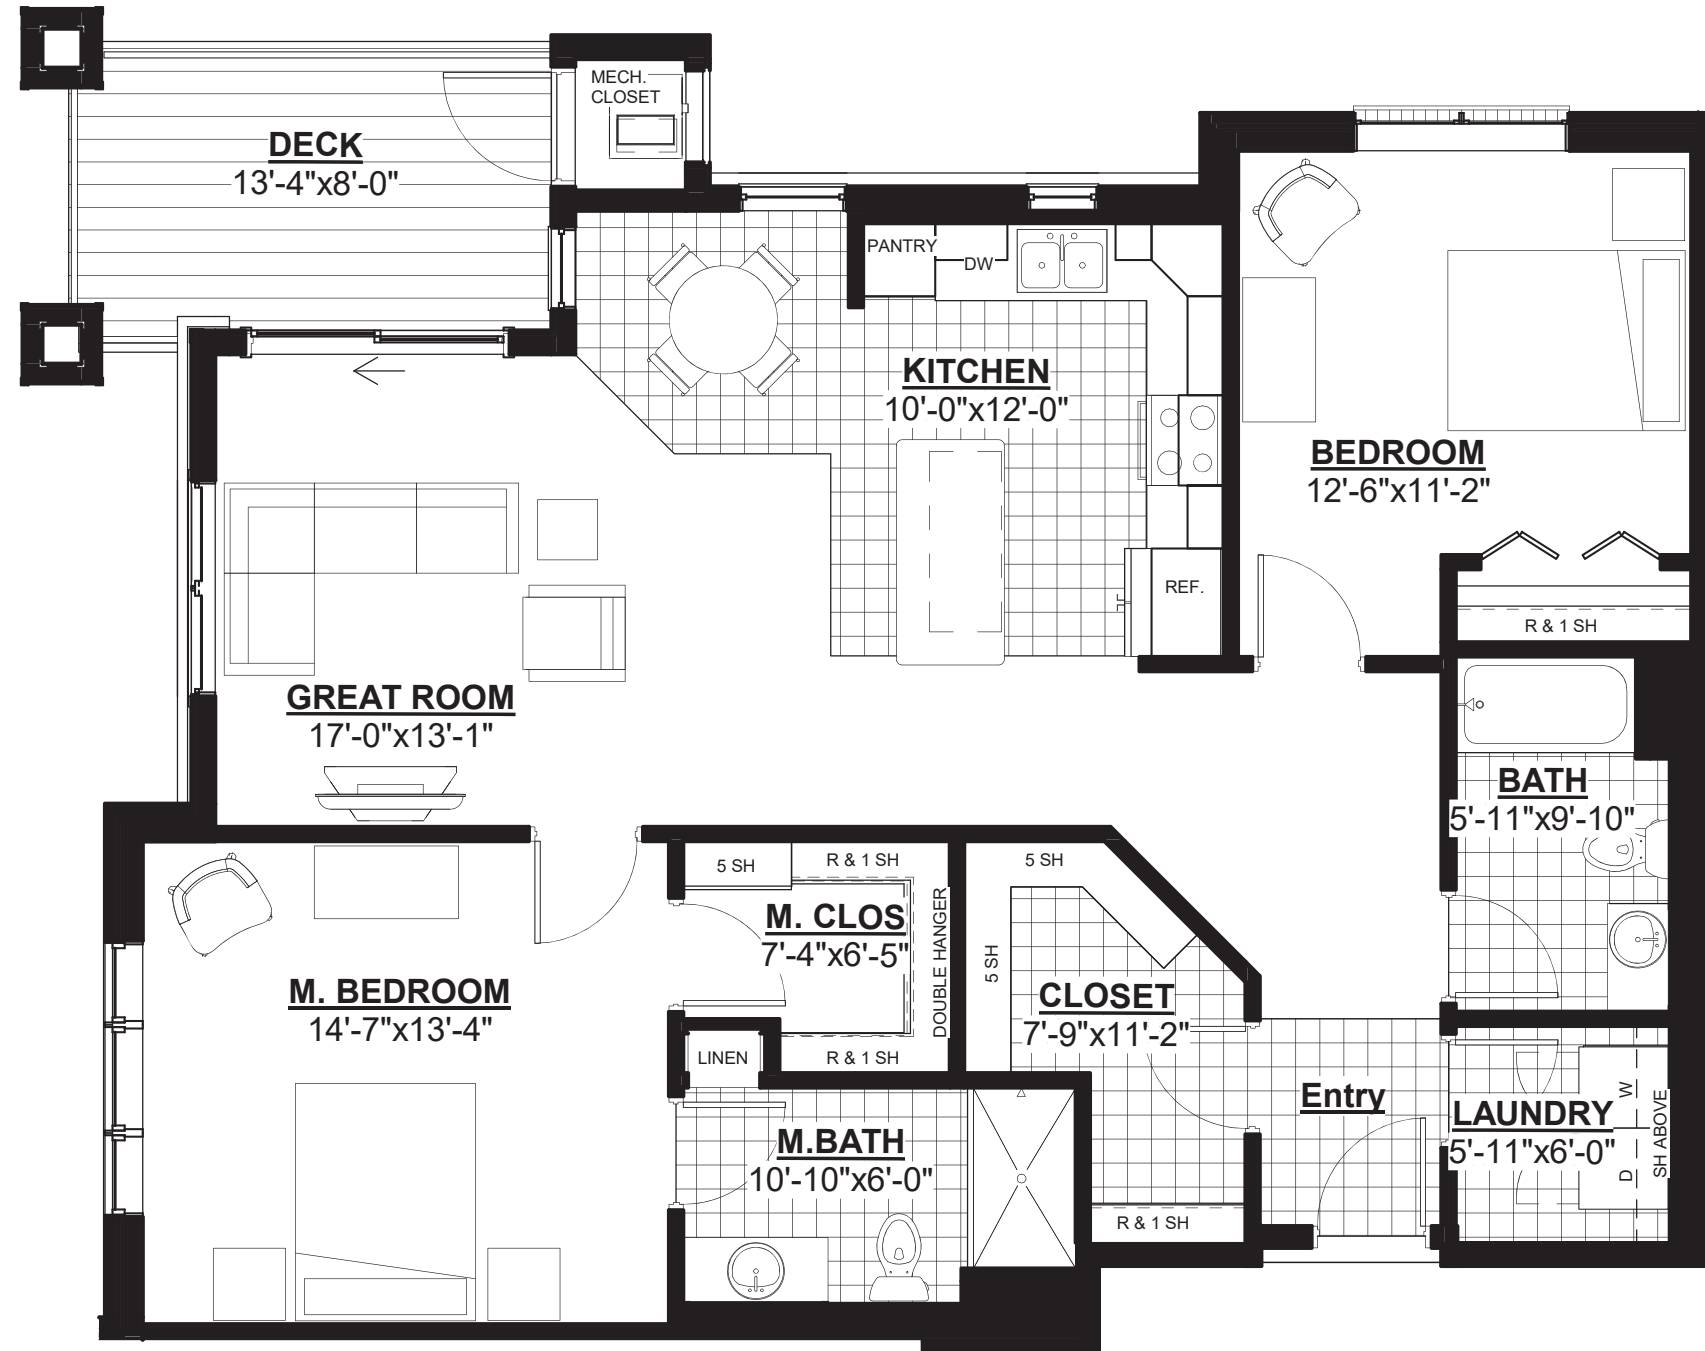 MECH.
CLOSET
DECK
13'-4"x8'-0"
PANTRY
DW
KITCHEN
10'-0"x12'-0"
BEDROOM
12'-6"x11'-2"
REF.
R & 1 SH
GREAT ROOM
17'-0"x13'-1"
BATH
5'-11"x9'-10"
5 SH
R & 1 SH
5 SH
M. CLOS
7'-4"x6'-5"
DOUBLE HANGER
5 SH
M. BEDROOM
14'-7"x13'-4"
CLOSET
7'-9"x11'-2"
LINEN
R & 1 SH
Entry
LAUNDRY
5'-11"x6'-0"
D W
SH ABOVE
M.BATH
10'-10"x6'-0"
R & 1 SH